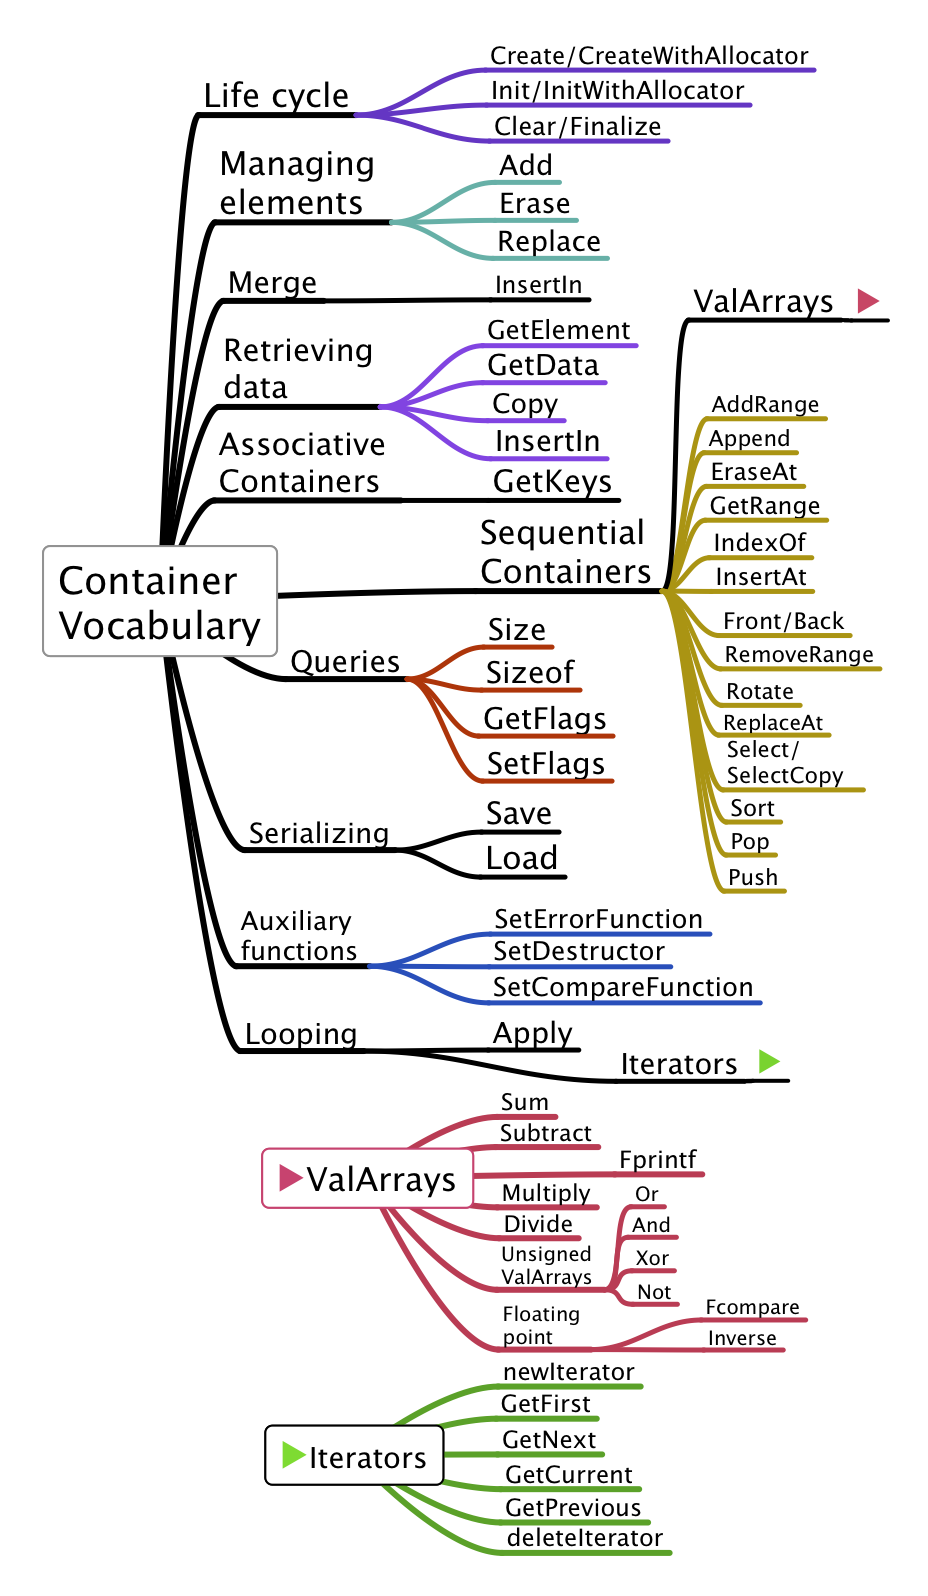 Life cycle
Create/CreateWithAllocator
Init/InitWithAllocator
Clear/Finalize
Managing
elements
Add
Erase
Replace
Merge
InsertIn
Retrieving
data
GetElement
GetData
Copy
InsertIn
Associative
Containers
GetKeys
Container
Vocabulary
Sequential
Containers
ValArrays
AddRange
Append
EraseAt
GetRange
IndexOf
InsertAt
Front/Back
RemoveRange
Rotate
ReplaceAt
Select/
SelectCopy
Sort
Pop
Push
Queries
Size
Sizeof
GetFlags
SetFlags
Serializing
Save
Load
Auxiliary
functions
SetErrorFunction
SetDestructor
SetCompareFunction
Looping
Apply
Iterators
ValArrays
Sum
Subtract
Fprintf
Multiply
Divide
Unsigned
ValArrays
Or
And
Xor
Not
Floating
point
Fcompare
Inverse
Iterators
newIterator
GetFirst
GetNext
GetCurrent
GetPrevious
deleteIterator